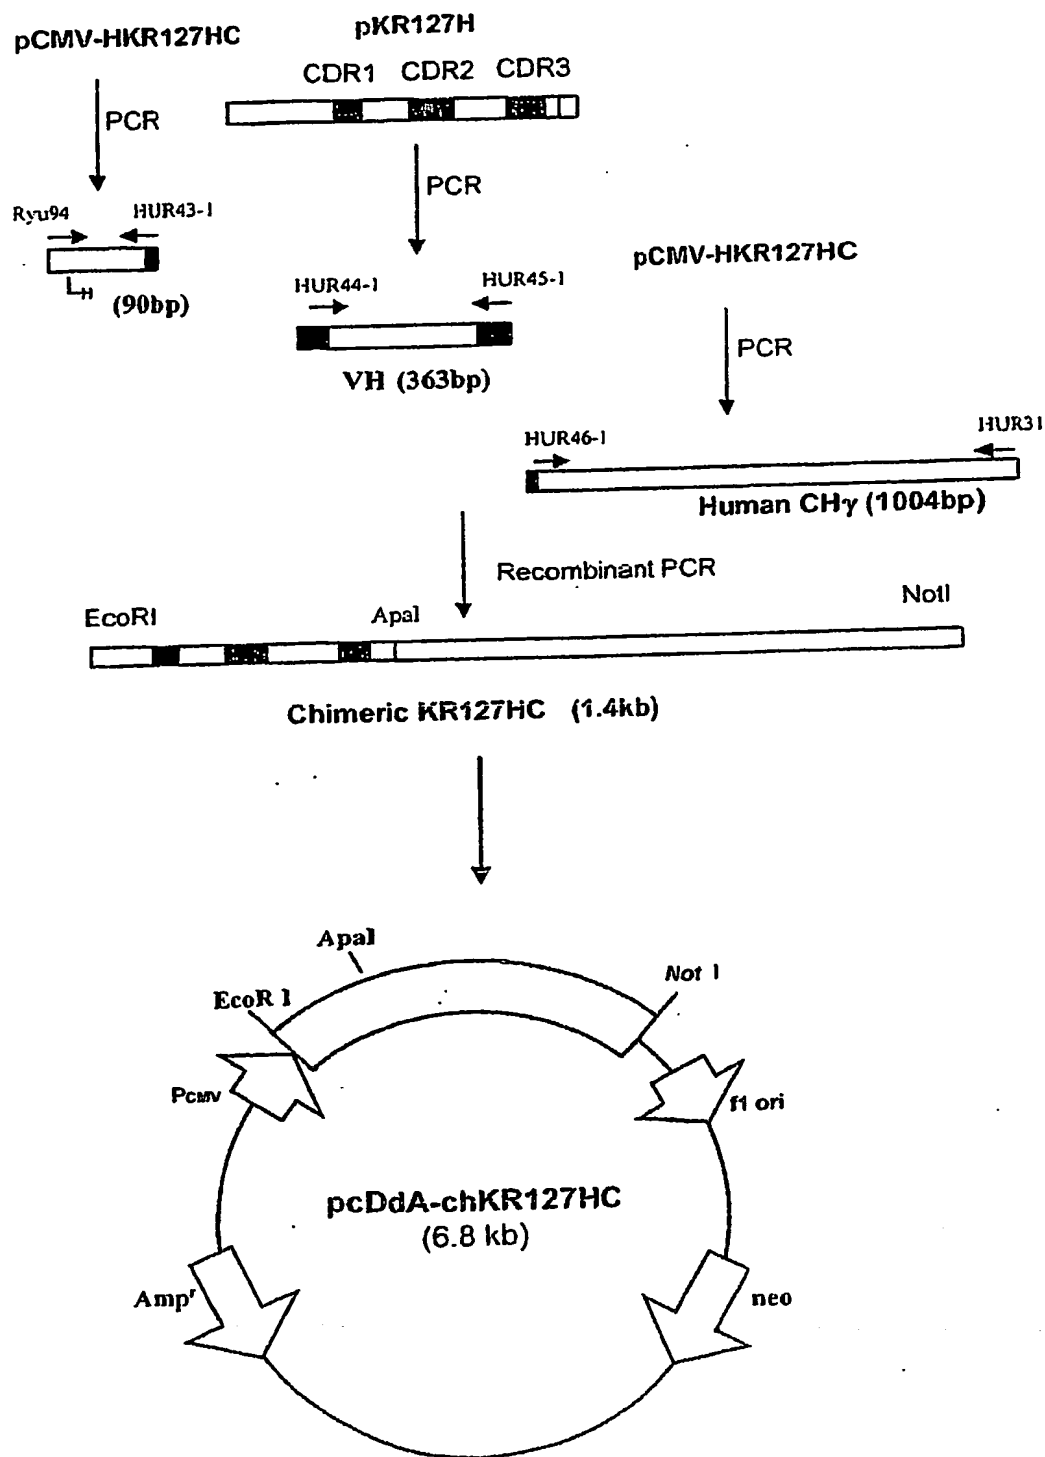 pCMV-HKR127HC
pKR127H
CDR1 CDR2 CDR3
PCR
PCR
Ryu94 HUR43-1
LH
(90bp)
pCMV-HKR127HC
HUR44-1 HUR45-1
PCR
VH (363bp)
HUR46-1 HUR31
Human CHγ (1004bp)
Recombinant PCR
EcoRI ApaI NotI
Chimeric KR127HC (1.4kb)
ApaI
EcoR I Not I
PCMV f1 ori
pcDdA-chKR127HC
(6.8 kb)
Ampr neo